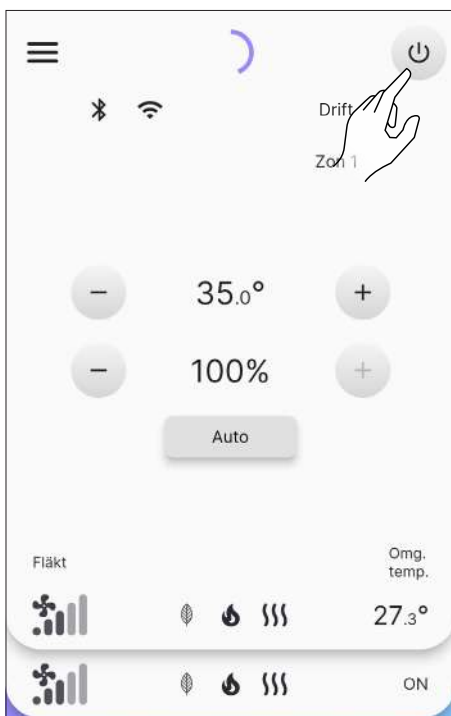 Drift
Zon 1
− 35.0° +
− 100% +
Auto
Fläkt
Omg.
temp.
27.3°
ON